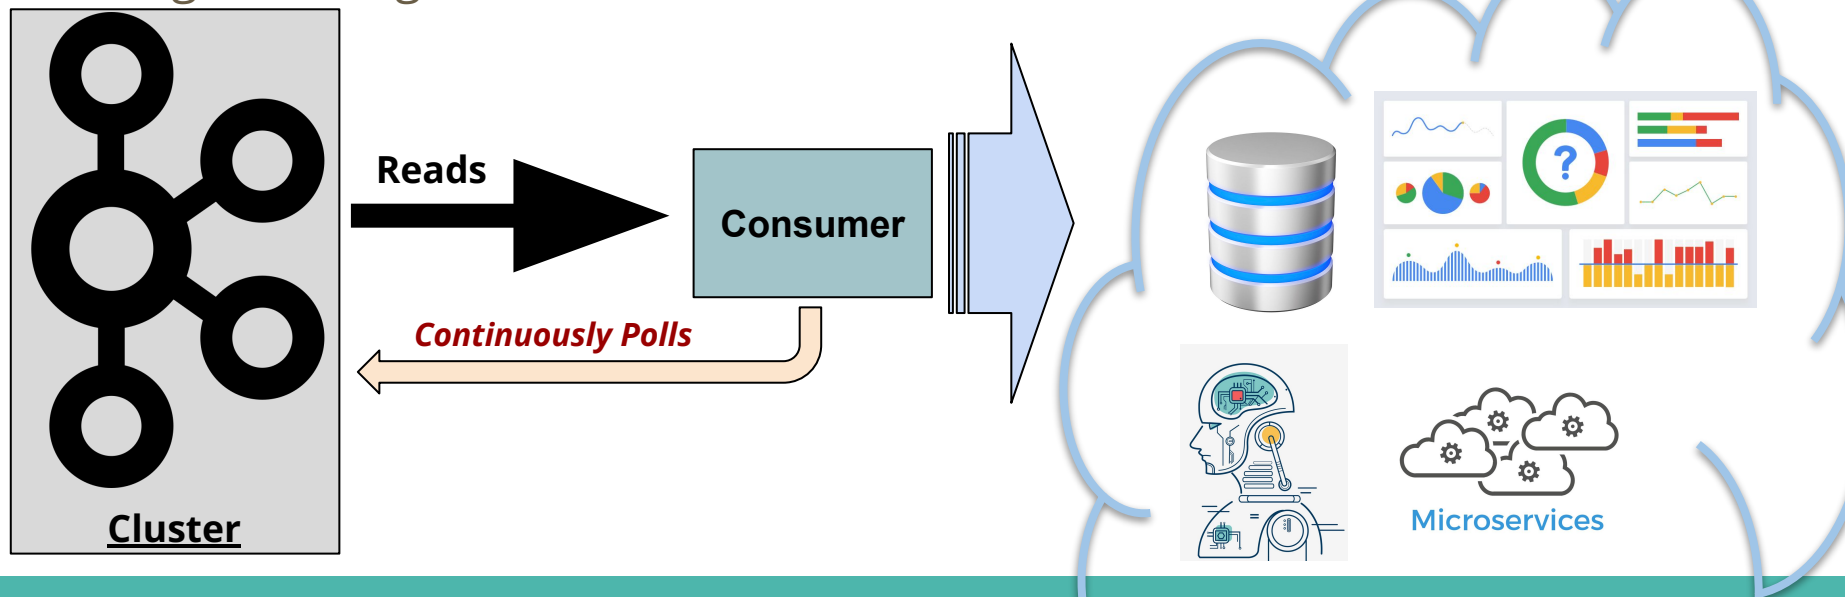 Reads
Consumer
Continuously Polls
Cluster
?
Microservices